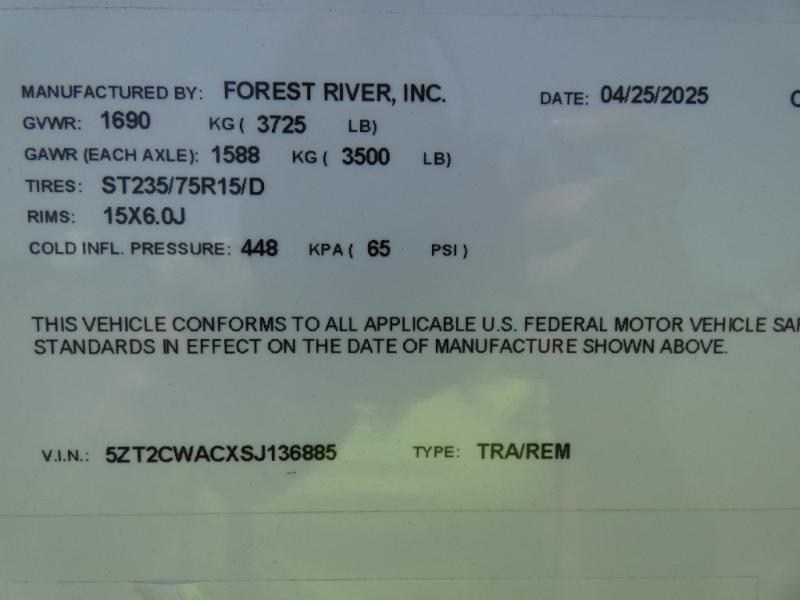 MANUFACTURED BY: FOREST RIVER, INC. DATE: 04/25/2025
GVWR: 1690 KG ( 3725 LB)
GAWR (EACH AXLE): 1588 KG ( 3500 LB)
TIRES: ST235/75R15/D
RIMS: 15X6.0J
COLD INFL. PRESSURE: 448 KPA ( 65 PSI )
THIS VEHICLE CONFORMS TO ALL APPLICABLE U.S. FEDERAL MOTOR VEHICLE
STANDARDS IN EFFECT ON THE DATE OF MANUFACTURE SHOWN ABOVE.
V.I.N.: 5ZT2CWACXSJ136885 TYPE: TRA/REM